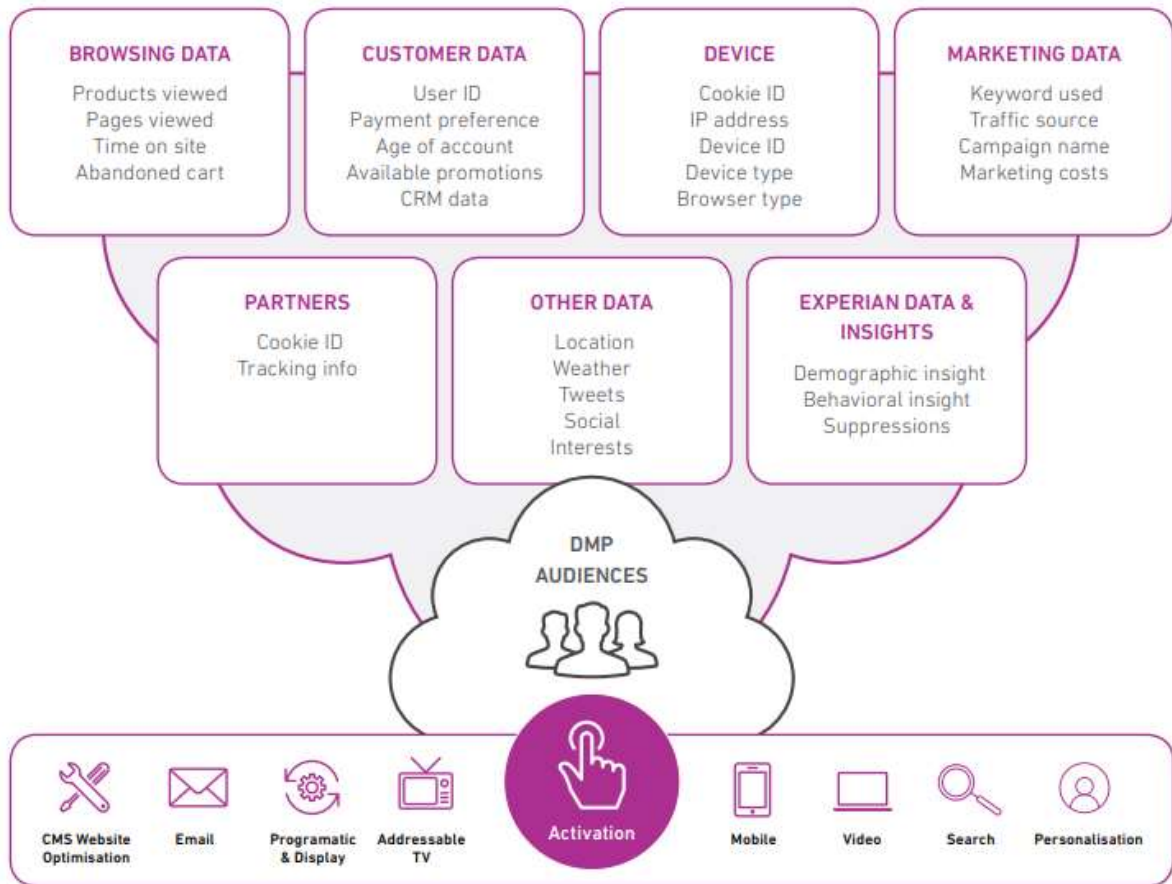 BROWSING DATA
Products viewed
Pages viewed
Time on site
Abandoned cart
CUSTOMER DATA
User ID
Payment preference
Age of account
Available promotions
CRM data
DEVICE
Cookie ID
IP address
Device ID
Device type
Browser type
MARKETING DATA
Keyword used
Traffic source
Campaign name
Marketing costs
PARTNERS
Cookie ID
Tracking info
OTHER DATA
Location
Weather
Tweets
Social
Interests
EXPERIAN DATA &
INSIGHTS
Demographic insight
Behavioral insight
Suppressions
DMP
AUDIENCES
CMS Website
Optimisation
Email
Programatic
& Display
Addressable
TV
Activation
Mobile
Video
Search
Personalisation